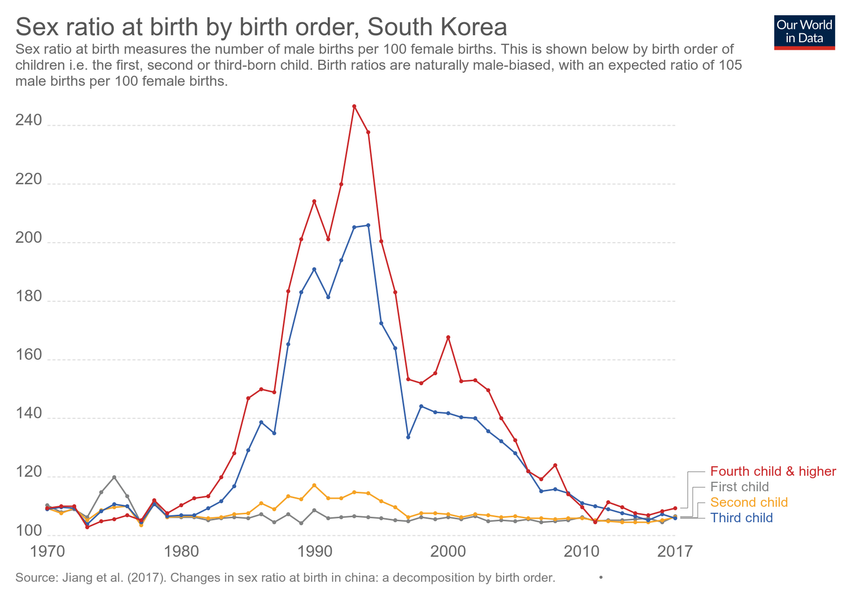 Sex ratio at birth by birth order, South Korea
Our World
in Data
Sex ratio at birth measures the number of male births per 100 female births. This is shown below by birth order of
children i.e. the first, second or third-born child. Birth ratios are naturally male-biased, with an expected ratio of 105
male births per 100 female births.
240
220
200
180
160
140
120
100
1970
1980
1990
2000
2010
2017
Fourth child & higher
First child
Second child
Third child
Source: Jiang et al. (2017). Changes in sex ratio at birth in china: a decomposition by birth order. •